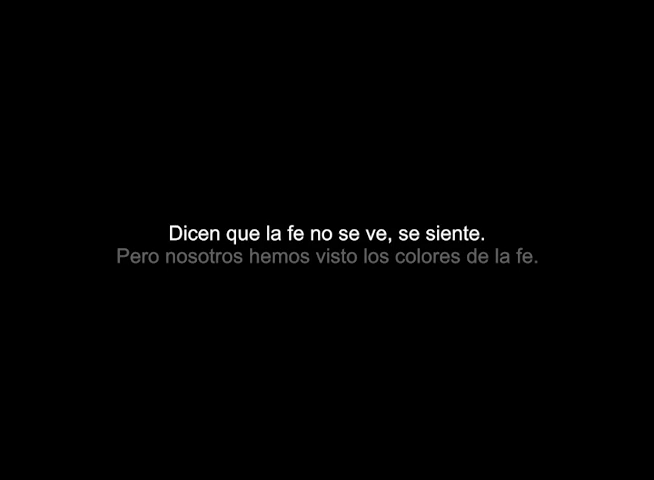 Dicen que la fe no se ve, se siente.
Pero nosotros hemos visto los colores de la fe.